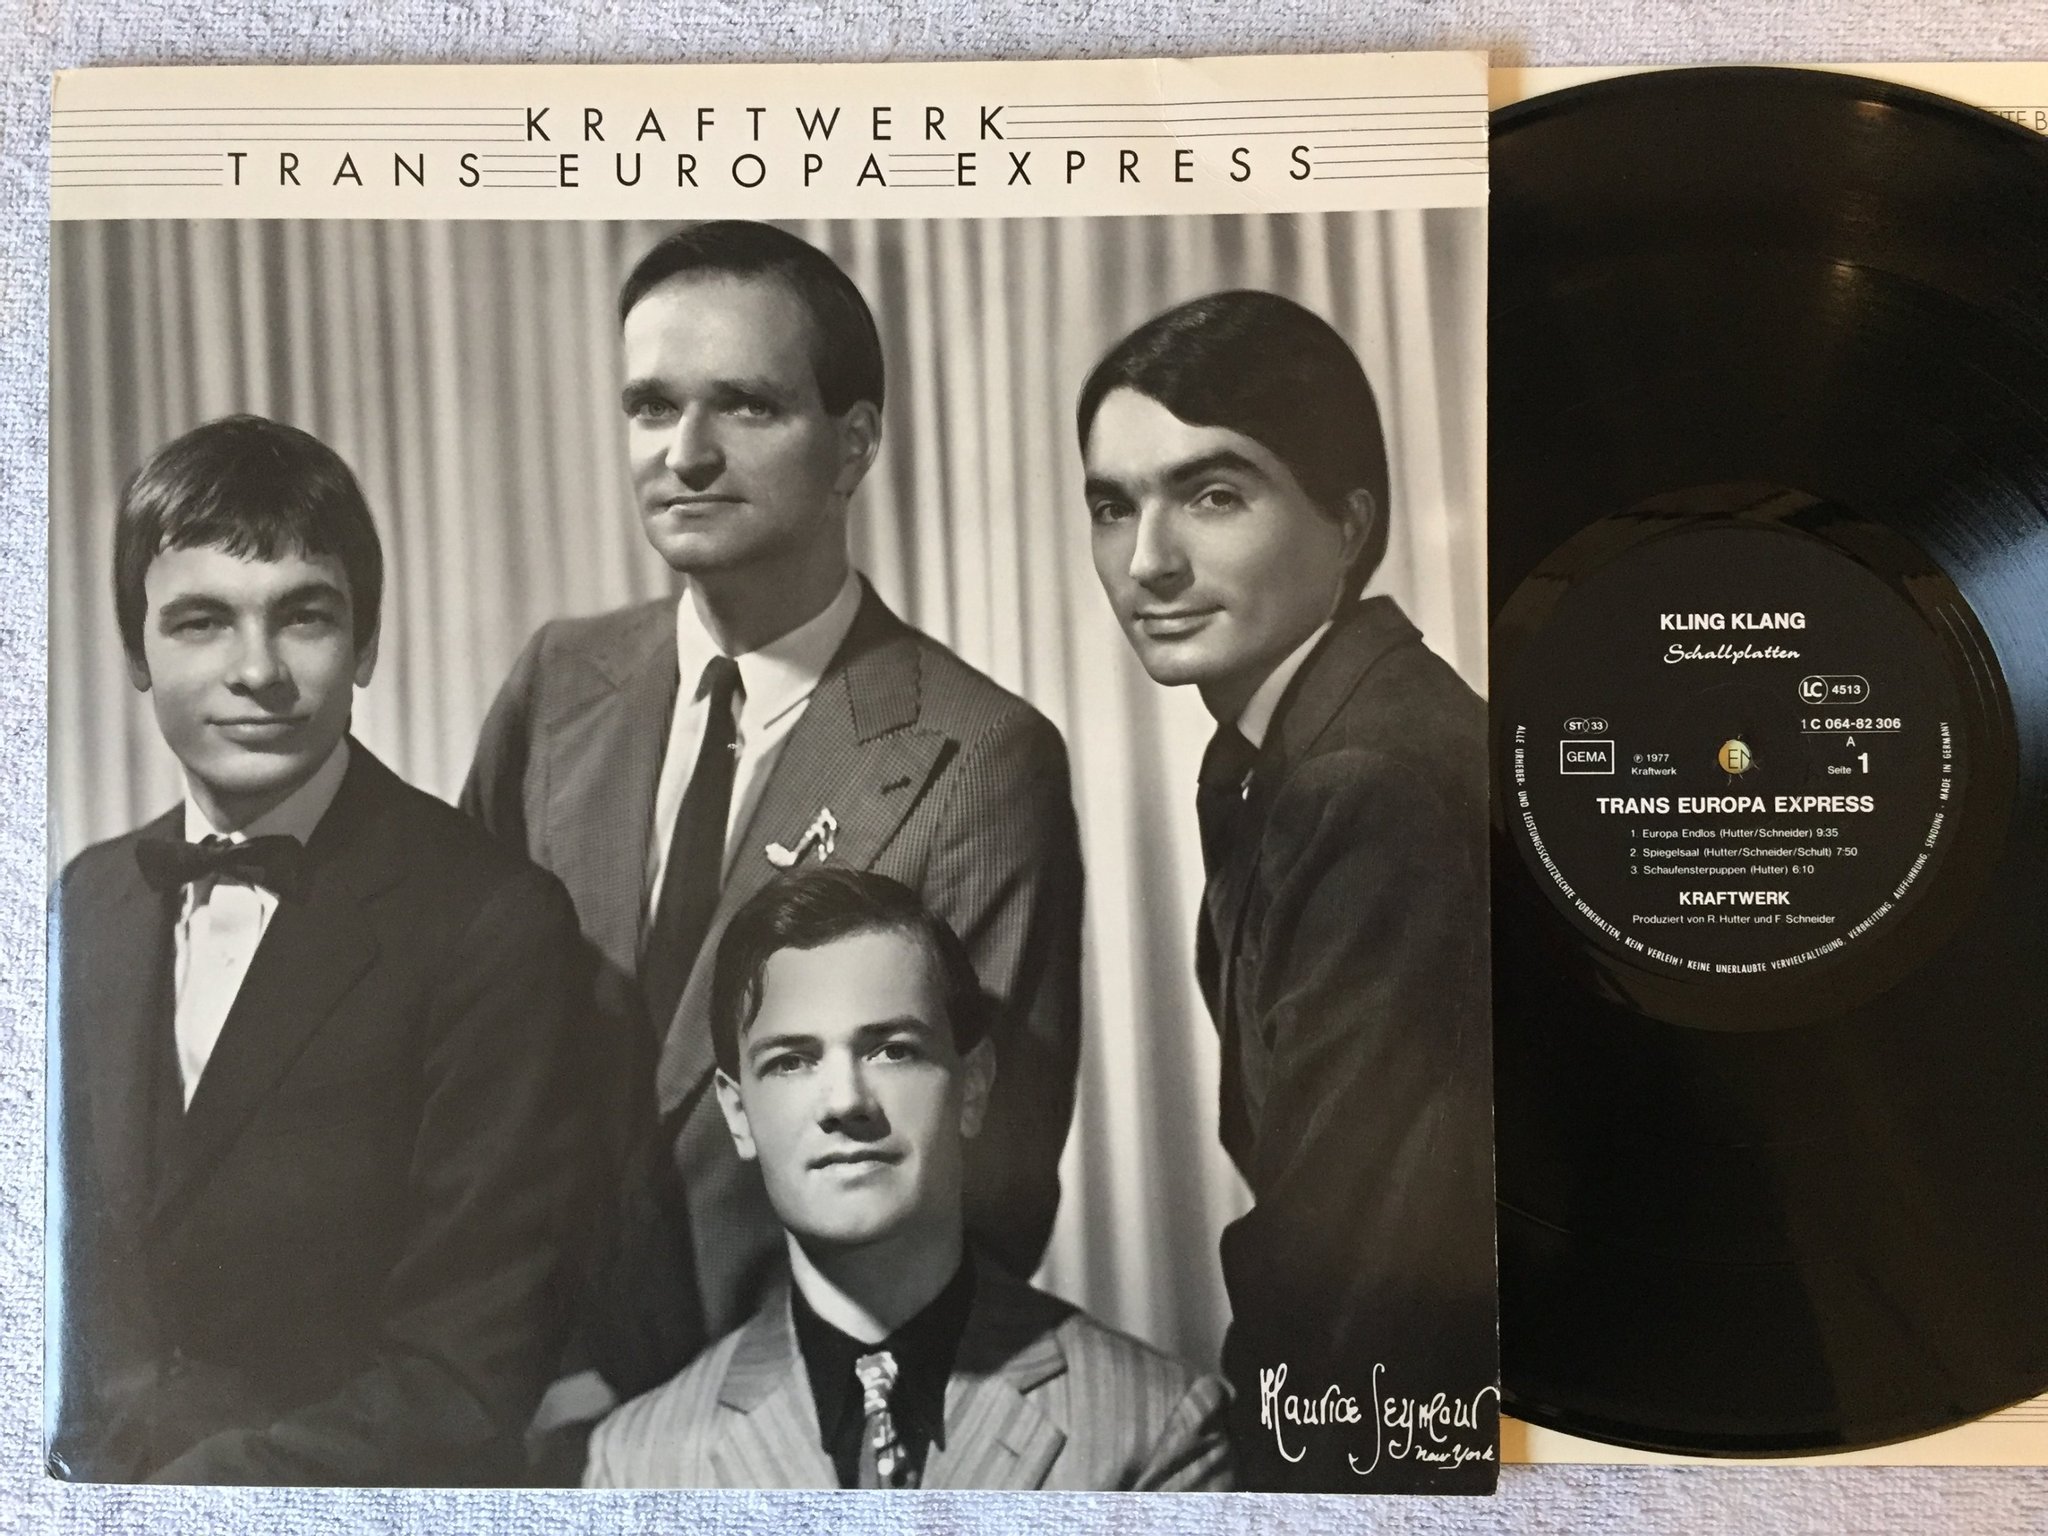 KRAFTWERK
TRANS EUROPA EXPRESS
Maurice Seymour
New York
KLING KLANG
Schallplatten
LC 4513
ST 33
1 C 064-82 306
GEMA
℗ 1977
Kraftwerk
A
Seite 1
TRANS EUROPA EXPRESS
1. Europa Endlos (Hutter/Schneider) 9:35
2. Spiegelsaal (Hutter/Schneider/Schult) 7:50
3. Schaufensterpuppen (Hutter) 6:10
KRAFTWERK
Produziert von R. Hutter und F. Schneider
ALLE URHEBER- UND LEISTUNGSSCHUTZRECHTE VORBEHALTEN, KEIN VERLEIH! KEINE UNERLAUBTE VERVIELFÄLTIGUNG, VERBREITUNG, AUFFÜHRUNG, SENDUNG · MADE IN GERMANY
EN